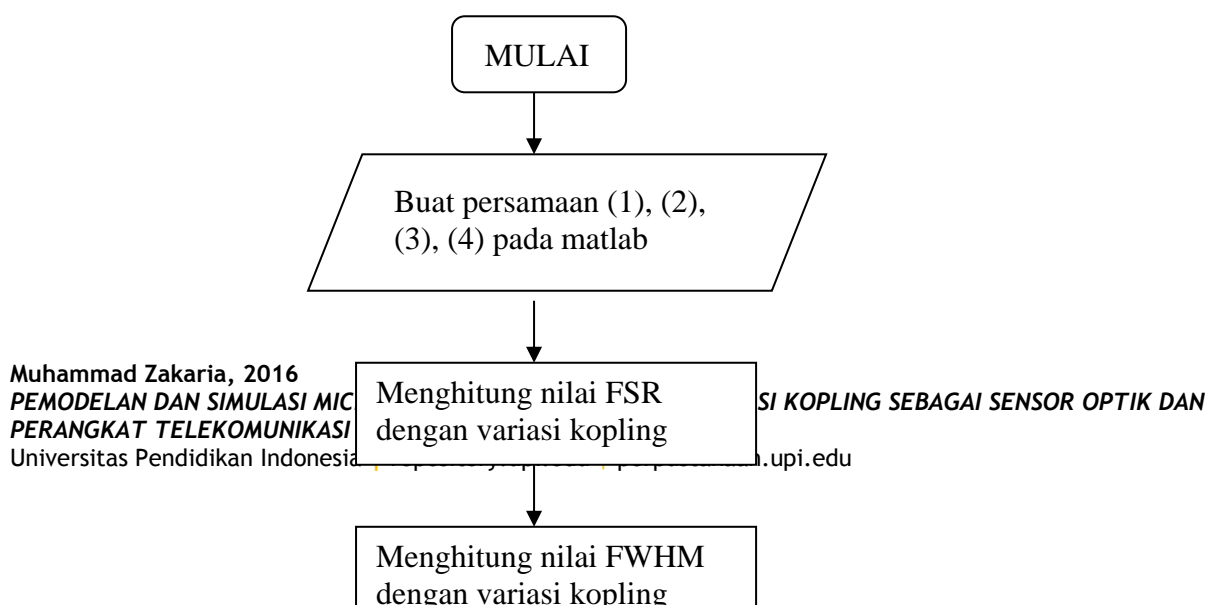 MULAI
Buat persamaan (1), (2),
(3), (4) pada matlab
Muhammad Zakaria, 2016
PEMODELAN DAN SIMULASI SI KOPLING SEBAGAI SENSOR OPTIK DAN
PERANGKAT TELEKOMUNIKASI
Universitas Pendidikan Indonesia .upi.edu
Menghitung nilai FSR
dengan variasi kopling
Menghitung nilai FWHM
dengan variasi kopling